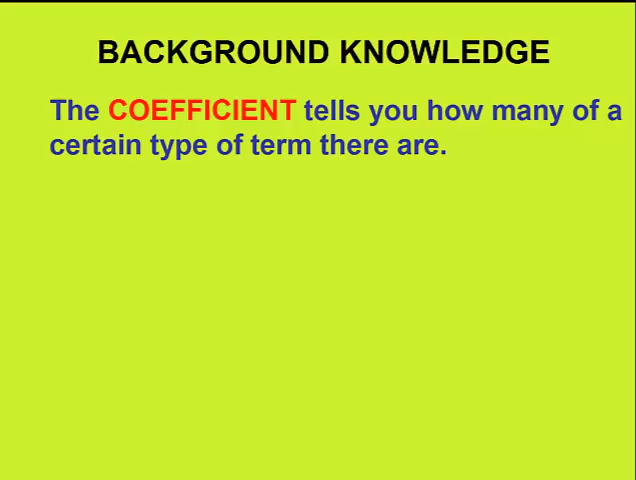 BACKGROUND KNOWLEDGE
The COEFFICIENT tells you how many of a
certain type of term there are.